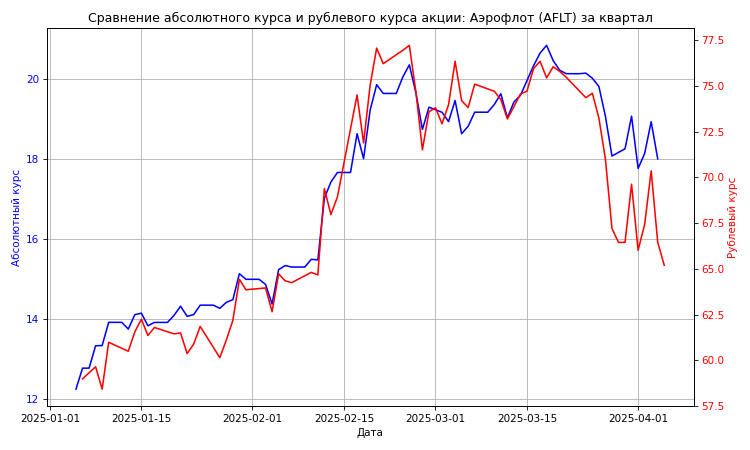 Сравнение абсолютного курса и рублевого курса акции: Аэрофлот (AFLT) за квартал
Абсолютный курс
20
18
16
14
12
77.5
75.0
72.5
70.0
67.5
65.0
62.5
60.0
57.5
Рублевый курс
2025-01-01 2025-01-15 2025-02-01 2025-02-15 2025-03-01 2025-03-15 2025-04-01
Дата